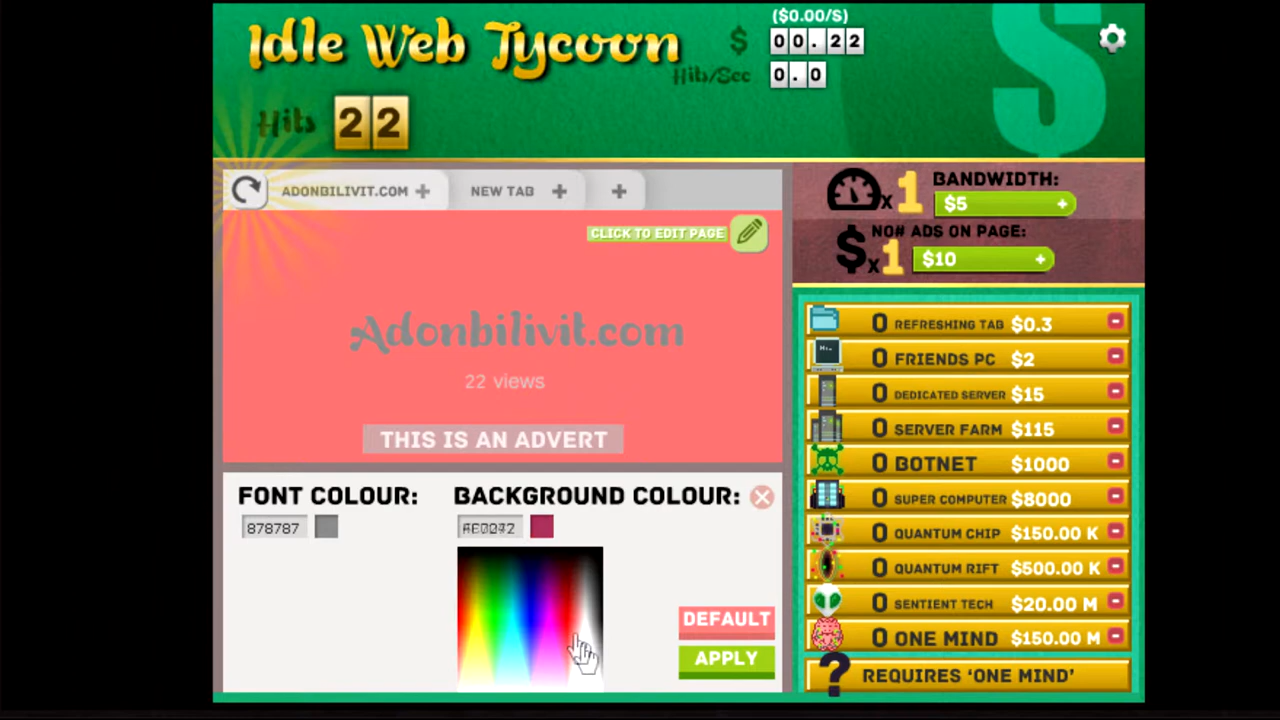 Idle Web Tycoon
($0.00/S)
$ 00.22
Hits/Sec 0.0
Hits 22
ADONBILIVIT.COM +
NEW TAB +
+
CLICK TO EDIT PAGE
Adonbilivit.com
22 views
THIS IS AN ADVERT
FONT COLOUR:
878787
BACKGROUND COLOUR:
DEFAULT
APPLY
x1 BANDWIDTH:
$5 +
$x1 NO# ADS ON PAGE:
$10 +
0 REFRESHING TAB $0.3
0 FRIENDS PC $2
0 DEDICATED SERVER $15
0 SERVER FARM $115
0 BOTNET $1000
0 SUPER COMPUTER $8000
0 QUANTUM CHIP $150.00 K
0 QUANTUM RIFT $500.00 K
0 SENTIENT TECH $20.00 M
0 ONE MIND $150.00 M
? REQUIRES 'ONE MIND'